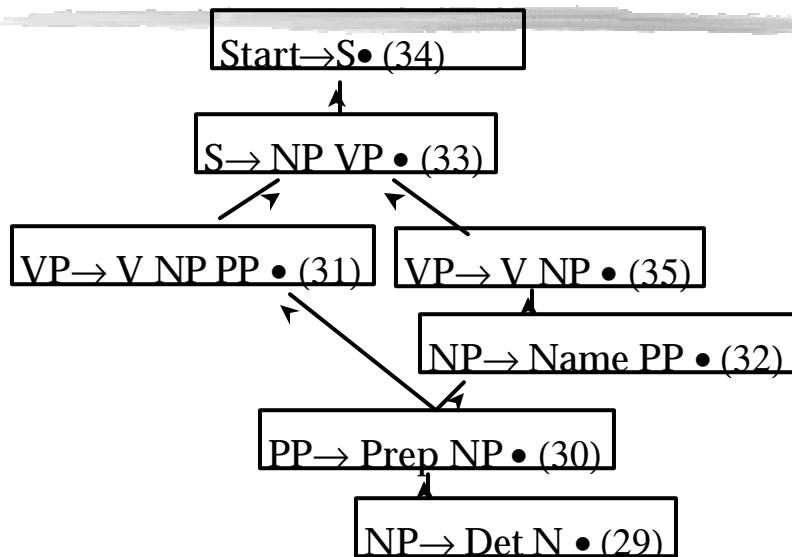 Start→S• (34)
S→ NP VP • (33)
VP→ V NP PP • (31)
VP→ V NP • (35)
NP→ Name PP • (32)
PP→ Prep NP • (30)
NP→ Det N • (29)